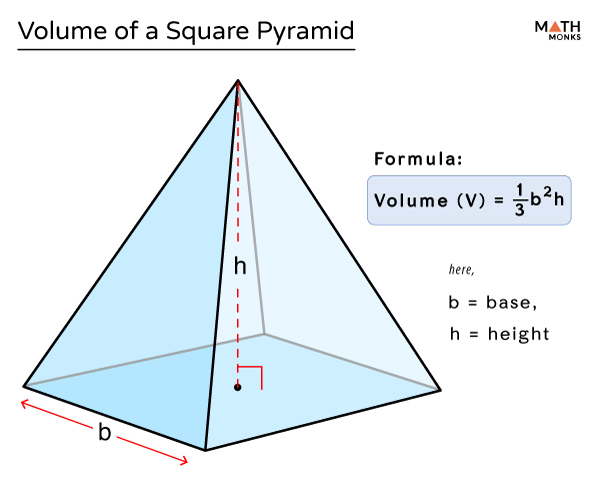 Volume of a Square Pyramid
MATH
MONKS
Formula:
Volume (V) = 1/3 b²h
here,
b = base,
h = height
h
b